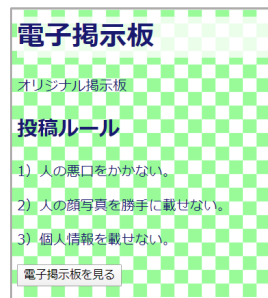 電子掲示板
オリジナル掲示板
投稿ルール
1）人の悪口をかかない。
2）人の顔写真を勝手に載せない。
3）個人情報を載せない。
電子掲示板を見る